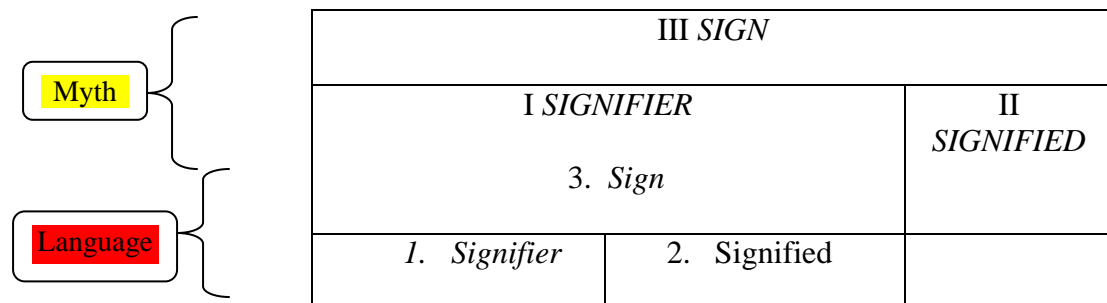 III SIGN
Myth
I SIGNIFIER
II
SIGNIFIED
3. Sign
Language
1. Signifier
2. Signified